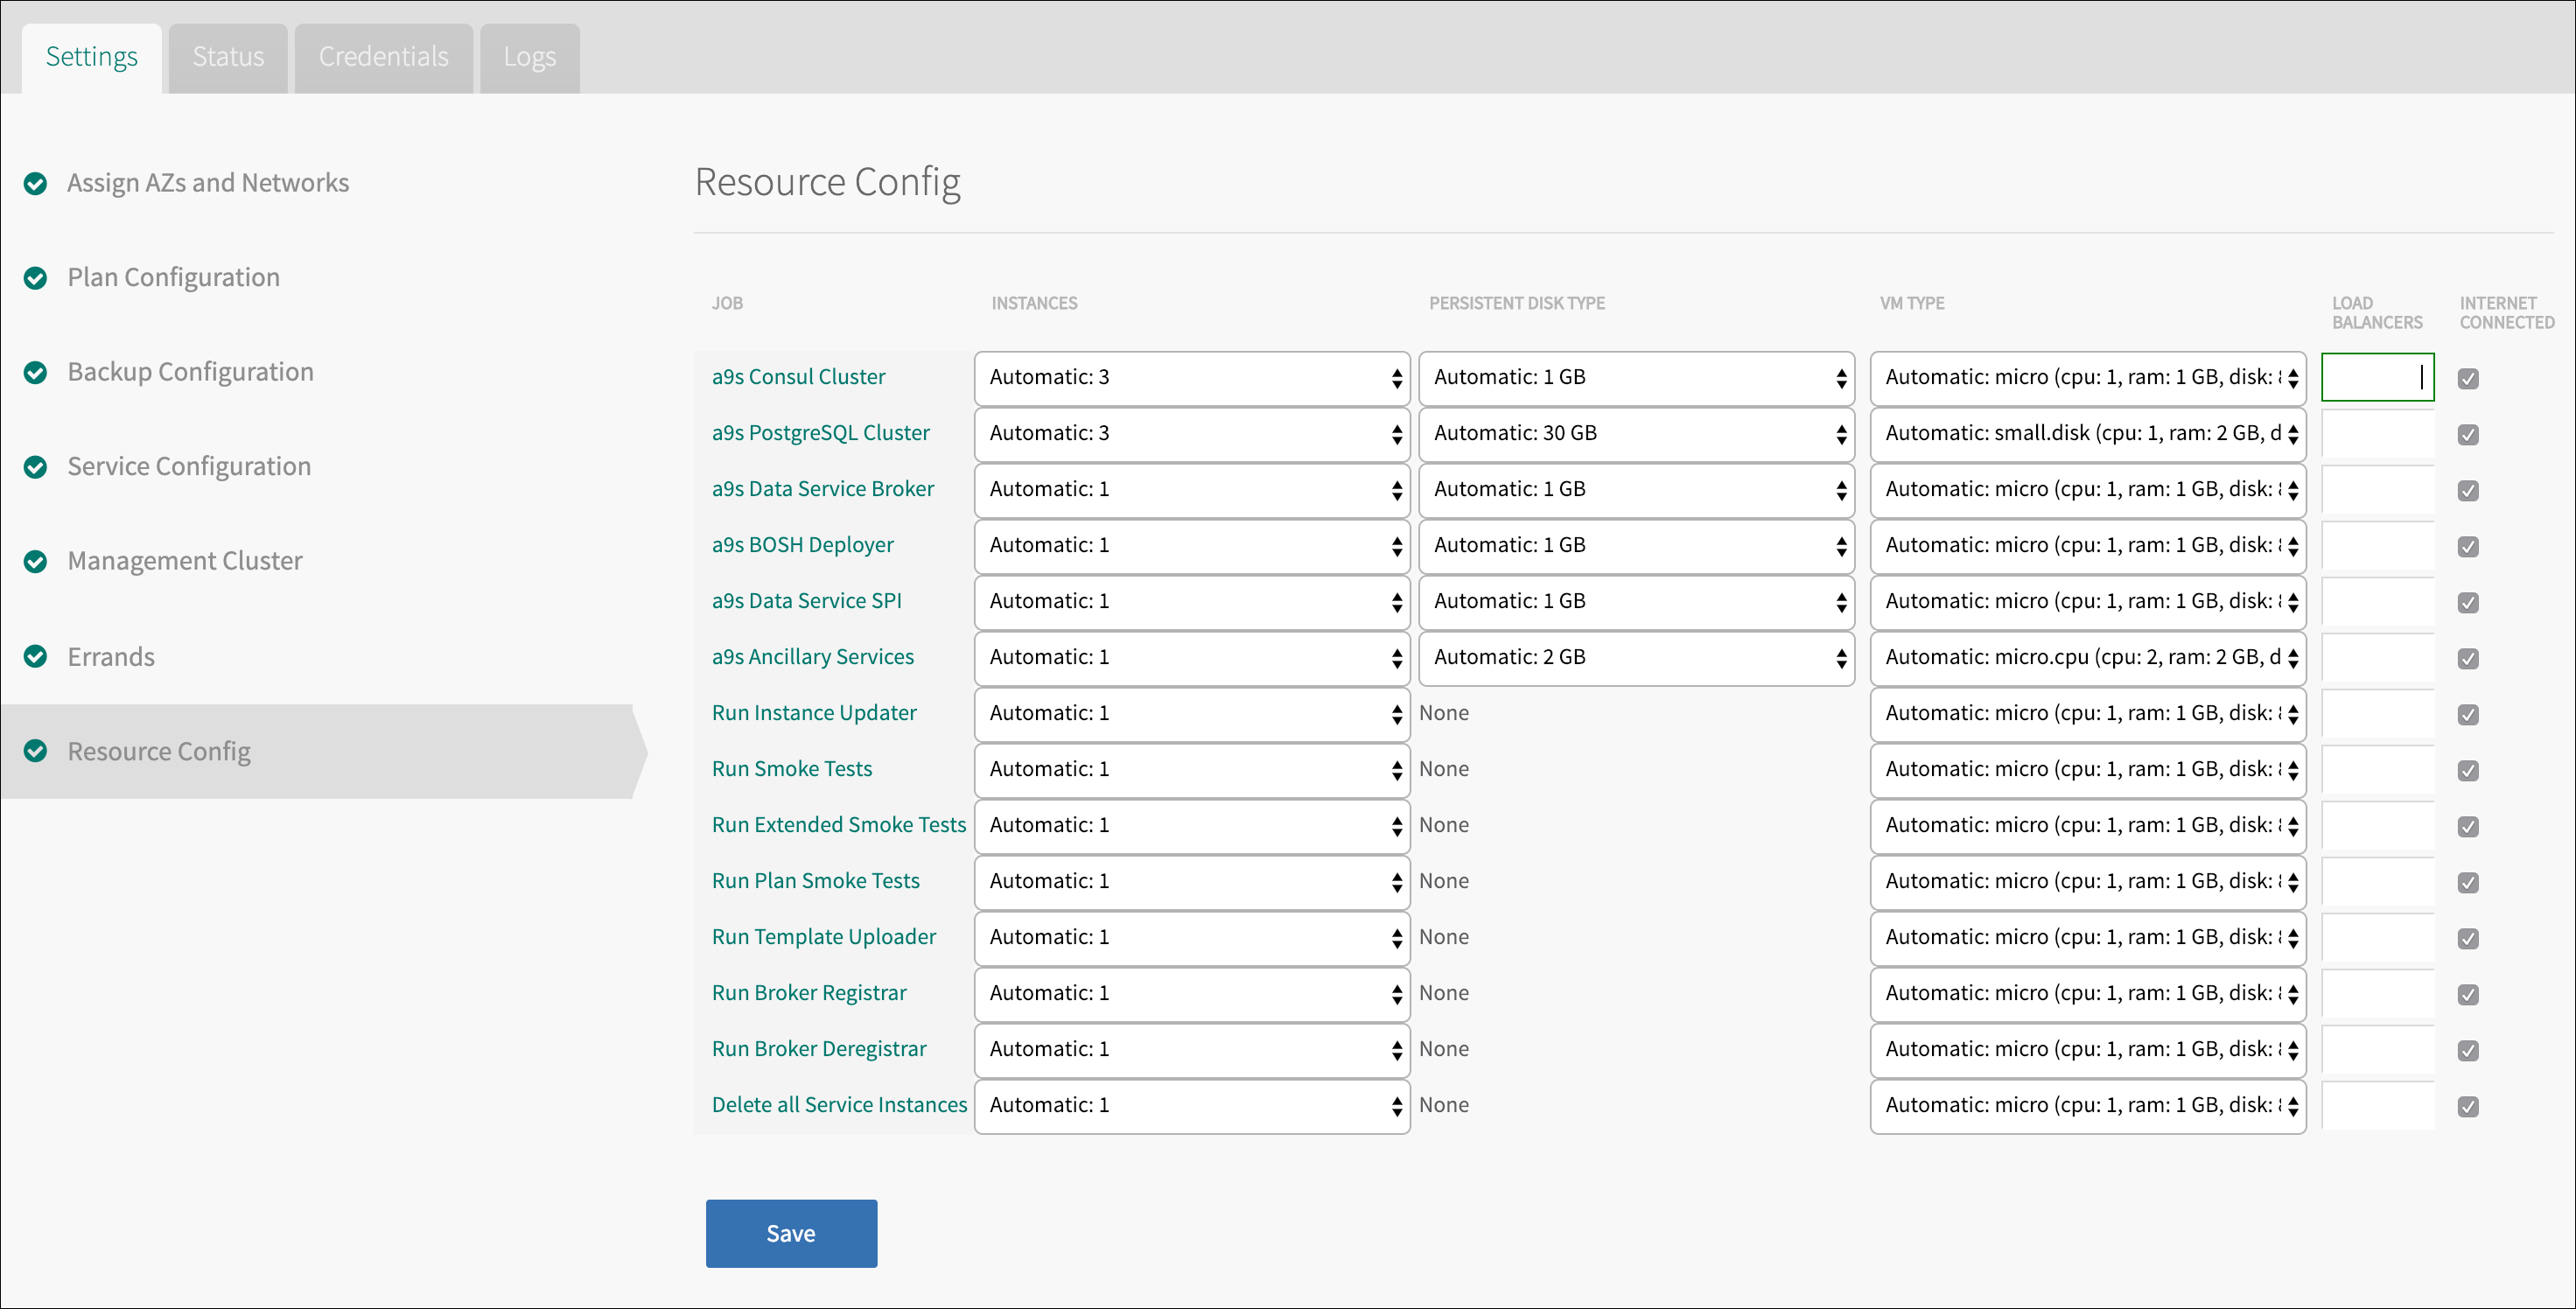 Settings Status Credentials Logs
Assign AZs and Networks
Plan Configuration
Backup Configuration
Service Configuration
Management Cluster
Errands
Resource Config
Resource Config
JOB INSTANCES PERSISTENT DISK TYPE VM TYPE LOAD BALANCERS INTERNET CONNECTED
a9s Consul Cluster Automatic: 3 Automatic: 1 GB Automatic: micro (cpu: 1, ram: 1 GB, disk:
a9s PostgreSQL Cluster Automatic: 3 Automatic: 30 GB Automatic: small.disk (cpu: 1, ram: 2 GB, d
a9s Data Service Broker Automatic: 1 Automatic: 1 GB Automatic: micro (cpu: 1, ram: 1 GB, disk:
a9s BOSH Deployer Automatic: 1 Automatic: 1 GB Automatic: micro (cpu: 1, ram: 1 GB, disk:
a9s Data Service SPI Automatic: 1 Automatic: 1 GB Automatic: micro (cpu: 1, ram: 1 GB, disk:
a9s Ancillary Services Automatic: 1 Automatic: 2 GB Automatic: micro.cpu (cpu: 2, ram: 2 GB, d
Run Instance Updater Automatic: 1 None Automatic: micro (cpu: 1, ram: 1 GB, disk:
Run Smoke Tests Automatic: 1 None Automatic: micro (cpu: 1, ram: 1 GB, disk:
Run Extended Smoke Tests Automatic: 1 None Automatic: micro (cpu: 1, ram: 1 GB, disk:
Run Plan Smoke Tests Automatic: 1 None Automatic: micro (cpu: 1, ram: 1 GB, disk:
Run Template Uploader Automatic: 1 None Automatic: micro (cpu: 1, ram: 1 GB, disk:
Run Broker Registrar Automatic: 1 None Automatic: micro (cpu: 1, ram: 1 GB, disk:
Run Broker Deregistrar Automatic: 1 None Automatic: micro (cpu: 1, ram: 1 GB, disk:
Delete all Service Instances Automatic: 1 None Automatic: micro (cpu: 1, ram: 1 GB, disk:
Save